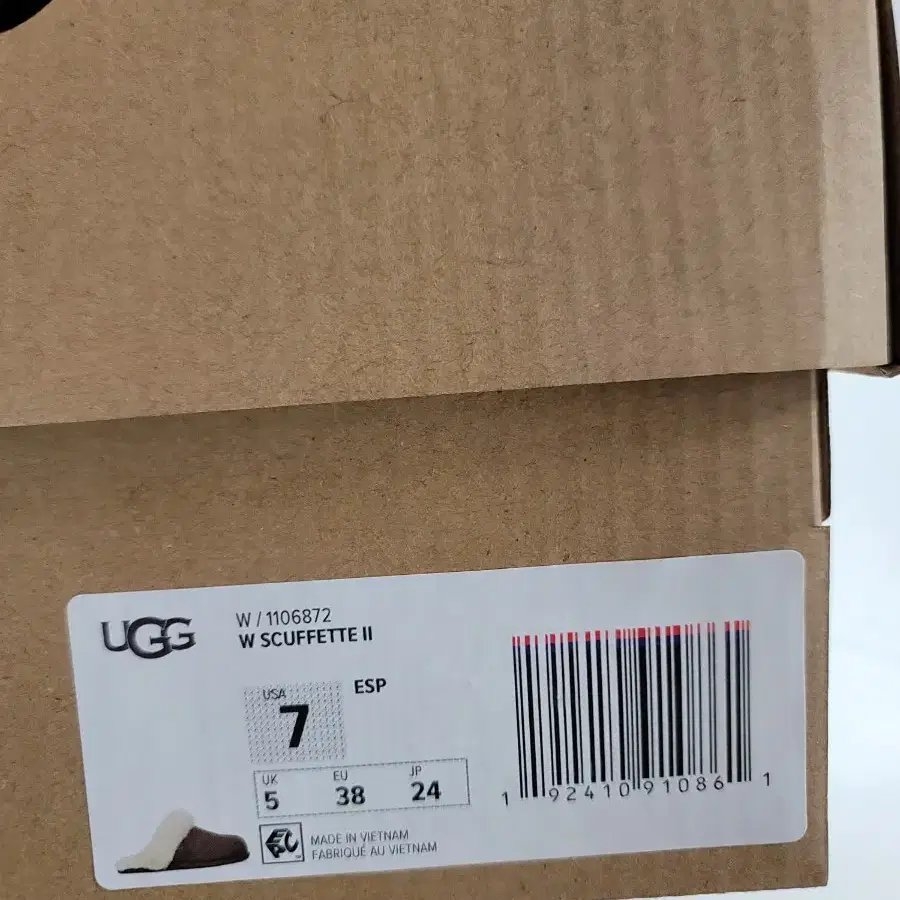 UGG
W / 1106872
W SCUFFETTE II
ESP
USA
7
UK EU JP
5 38 24
MADE IN VIETNAM
FABRIQUÉ AU VIETNAM
1 92410 91086 1